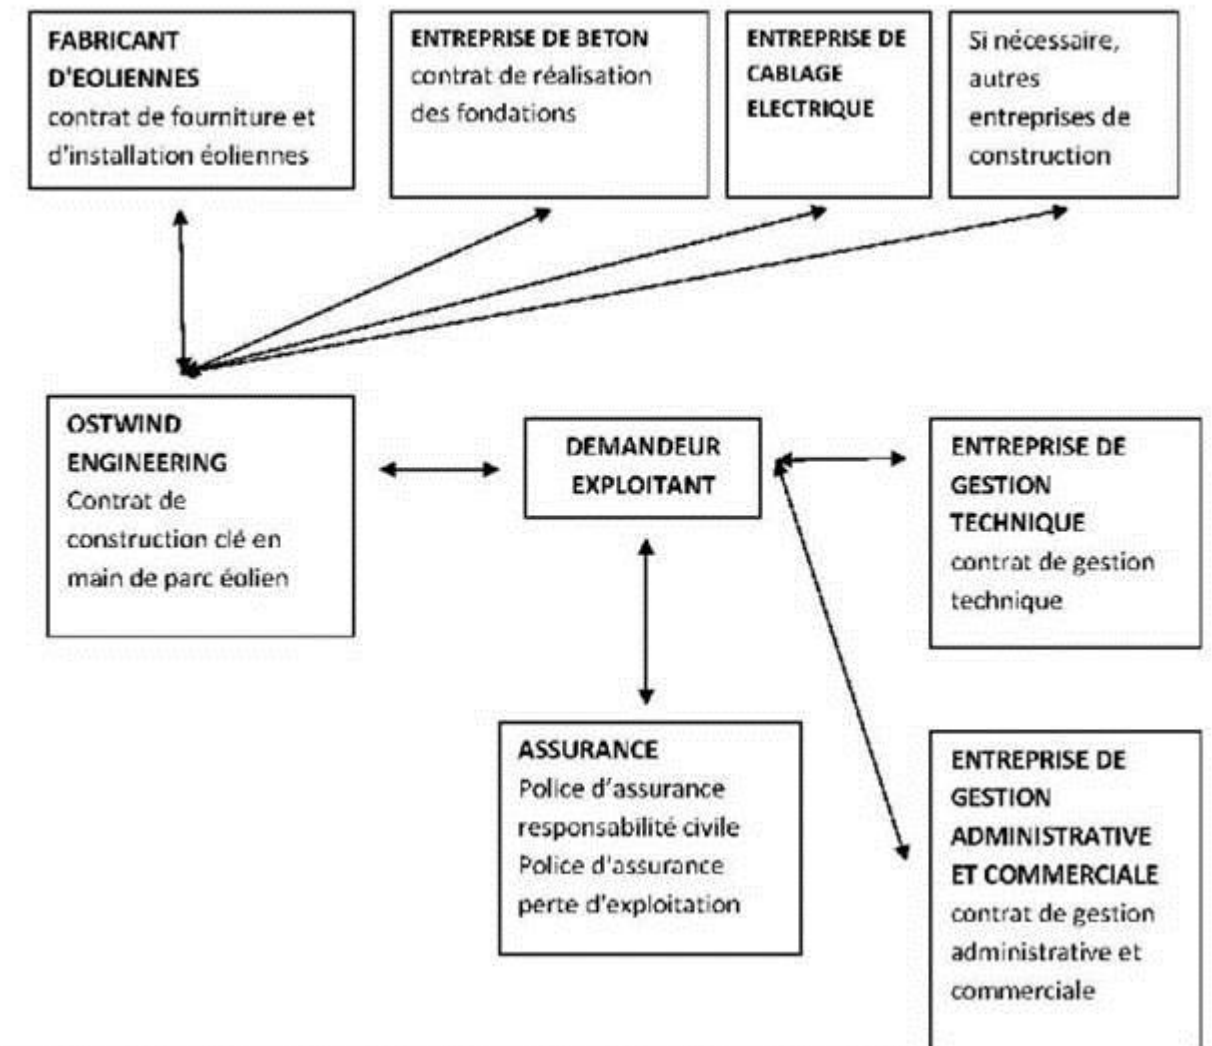 FABRICANT
D'EOLIENNES
contrat de fourniture et
d'installation éoliennes
ENTREPRISE DE BETON
contrat de réalisation
des fondations
ENTREPRISE DE
CABLAGE
ELECTRIQUE
Si nécessaire,
autres
entreprises de
construction
OSTWIND
ENGINEERING
Contrat de
construction clé en
main de parc éolien
DEMANDEUR
EXPLOITANT
ENTREPRISE DE
GESTION
TECHNIQUE
contrat de gestion
technique
ASSURANCE
Police d'assurance
responsabilité civile
Police d'assurance
perte d'exploitation
ENTREPRISE DE
GESTION
ADMINISTRATIVE
ET COMMERCIALE
contrat de gestion
administrative et
commerciale